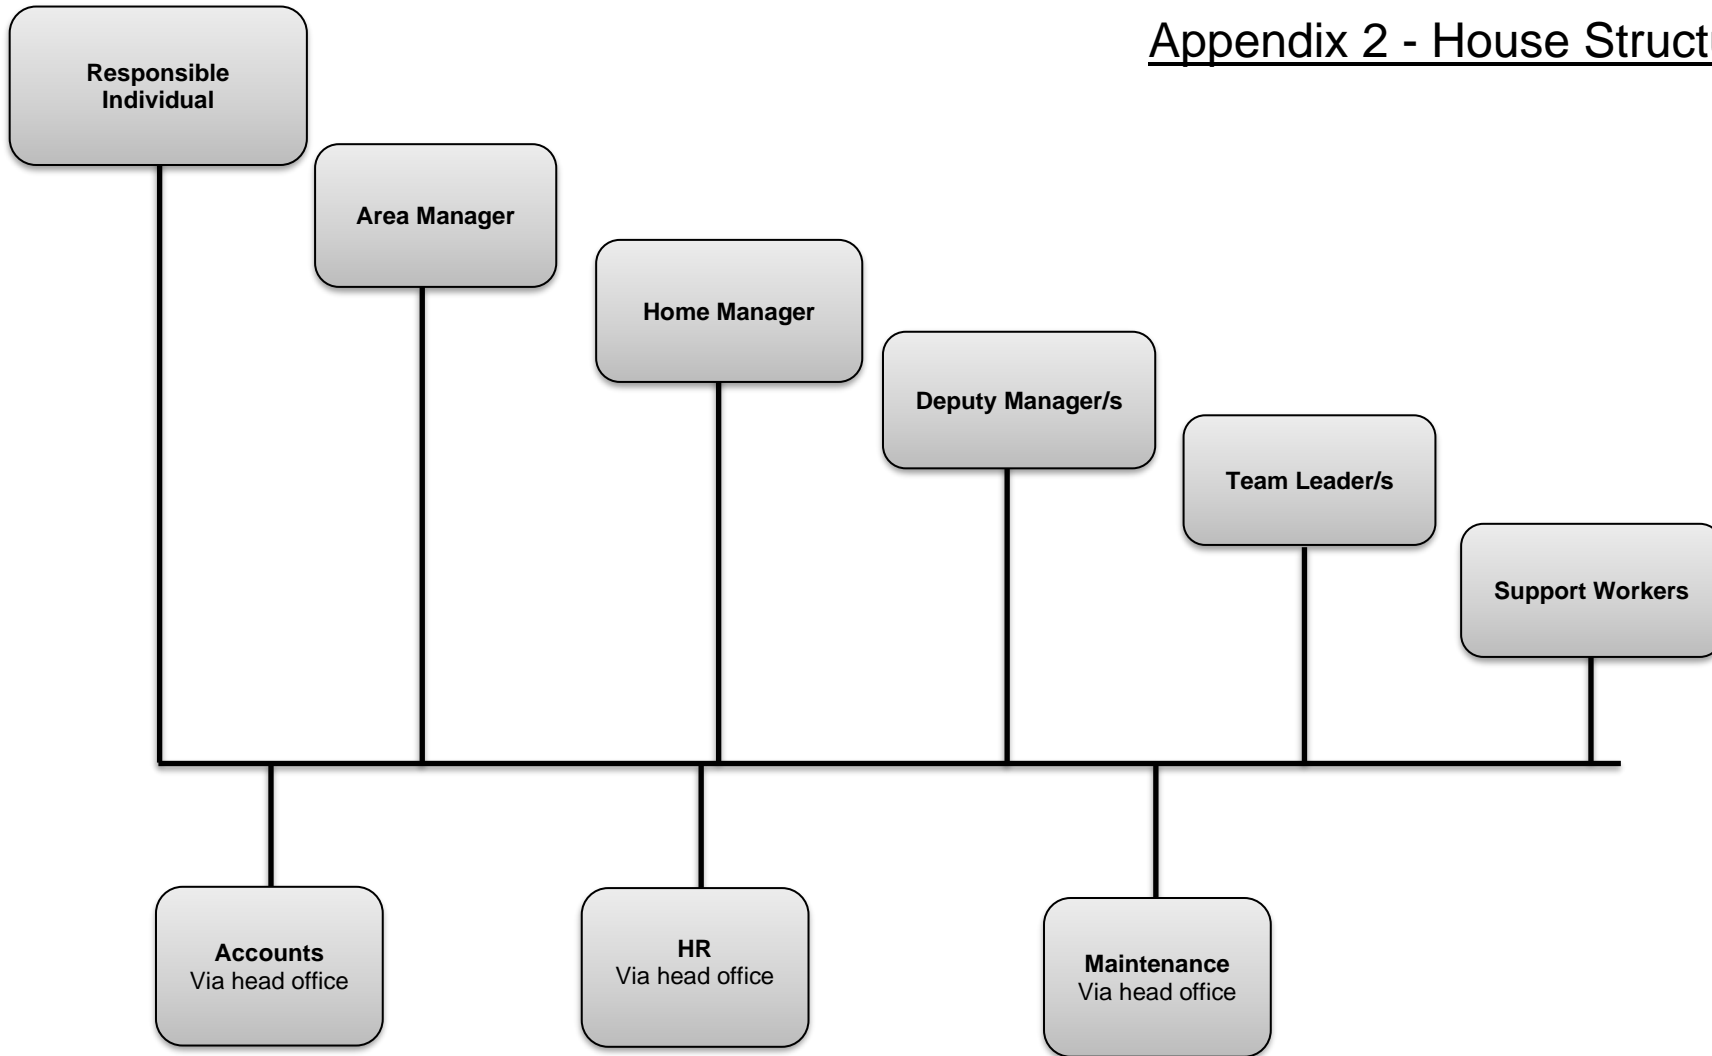 Appendix 2 - House Struct
Responsible
Individual
Area Manager
Home Manager
Deputy Manager/s
Team Leader/s
Support Workers
Accounts
Via head office
HR
Via head office
Maintenance
Via head office